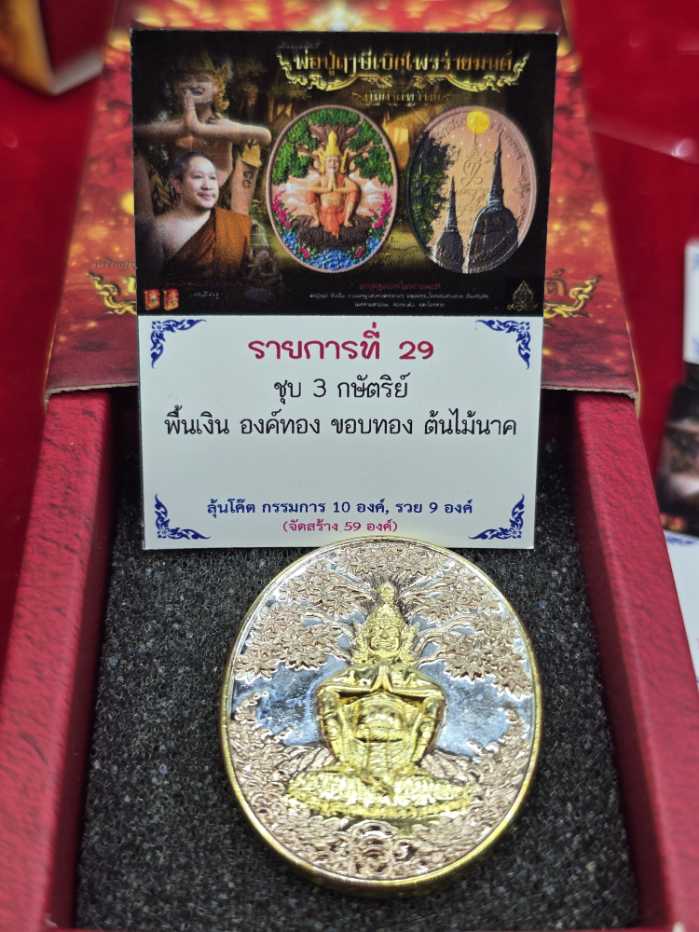 พ่อปู่ฤๅษีเบิกไพรร่ายมนต์
รายการที่ 29
ชุบ 3 กษัตริย์
พื้นเงิน องค์ทอง ขอบทอง ต้นไม้นาค
ลุ้นโค๊ต กรรมการ 10 องค์, รวย 9 องค์
(จัดสร้าง 59 องค์)